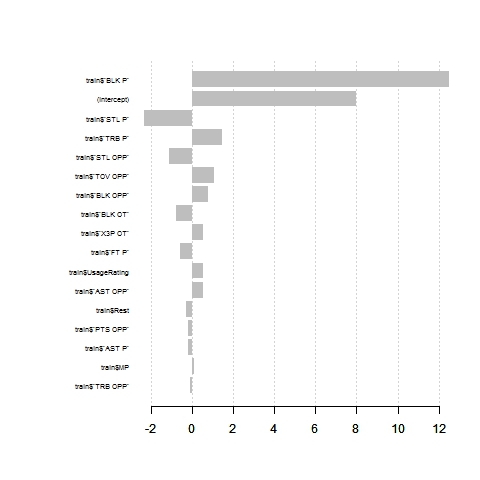 train$`BLK P`
(Intercept)
train$`STL P`
train$`TRB P`
train$`STL OPP`
train$`TOV OPP`
train$`BLK OPP`
train$`BLK OT`
train$`X3P OT`
train$`FT P`
train$UsageRating
train$`AST OPP`
train$Rest
train$`PTS OPP`
train$`AST P`
train$MP
train$`TRB OPP`
-2 0 2 4 6 8 10 12